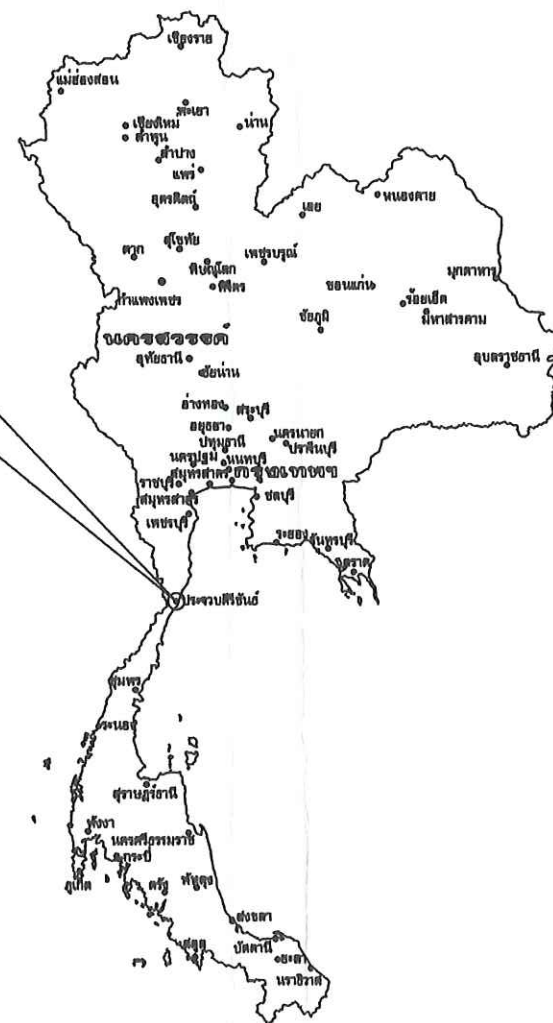 เชียงราย
แม่ฮ่องสอน
พะเยา
เชียงใหม่
น่าน
ลำพูน
ลำปาง
แพร่
อุตรดิตถ์
เลย
หนองคาย
ตาก
สุโขทัย
พิษณุโลก
เพชรบูรณ์
มุกดาหาร
กำแพงเพชร
พิจิตร
ขอนแก่น
ร้อยเอ็ด
มหาสารคาม
ชัยภูมิ
นครสวรรค์
อุทัยธานี
อุบลราชธานี
ชัยน่าน
อ่างทอง
สระบุรี
อยุธยา
นครนายก
ปทุมธานี
ปราจีนบุรี
นครปฐม
นนทบุรี
กรุงเทพฯ
ราชบุรี
สมุทรสาคร
สมุทรสาคร
ชลบุรี
เพชรบุรี
ระยอง
จันทบุรี
ตราด
ประจวบคีรีขันธ์
ชุมพร
ระนอง
สุราษฎร์ธานี
พังงา
นครศรีธรรมราช
กระบี่
ภูเก็ต
ตรัง
พัทลุง
สงขลา
ปัตตานี
สตูล
ยะลา
นราธิวาส